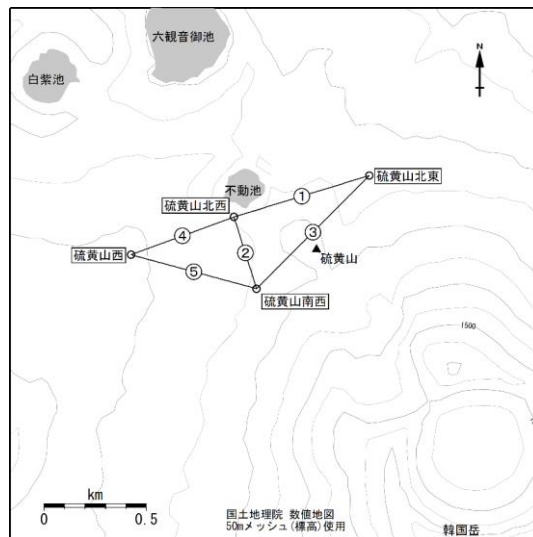 六観音御池
白紫池
N
不動池
硫黄山北東
①
硫黄山北西
④
②
③
硫黄山西
硫黄山
⑤
硫黄山南西
1500
km
0
0.5
国土地理院 数値地図
50mメッシュ(標高)使用
韓国岳